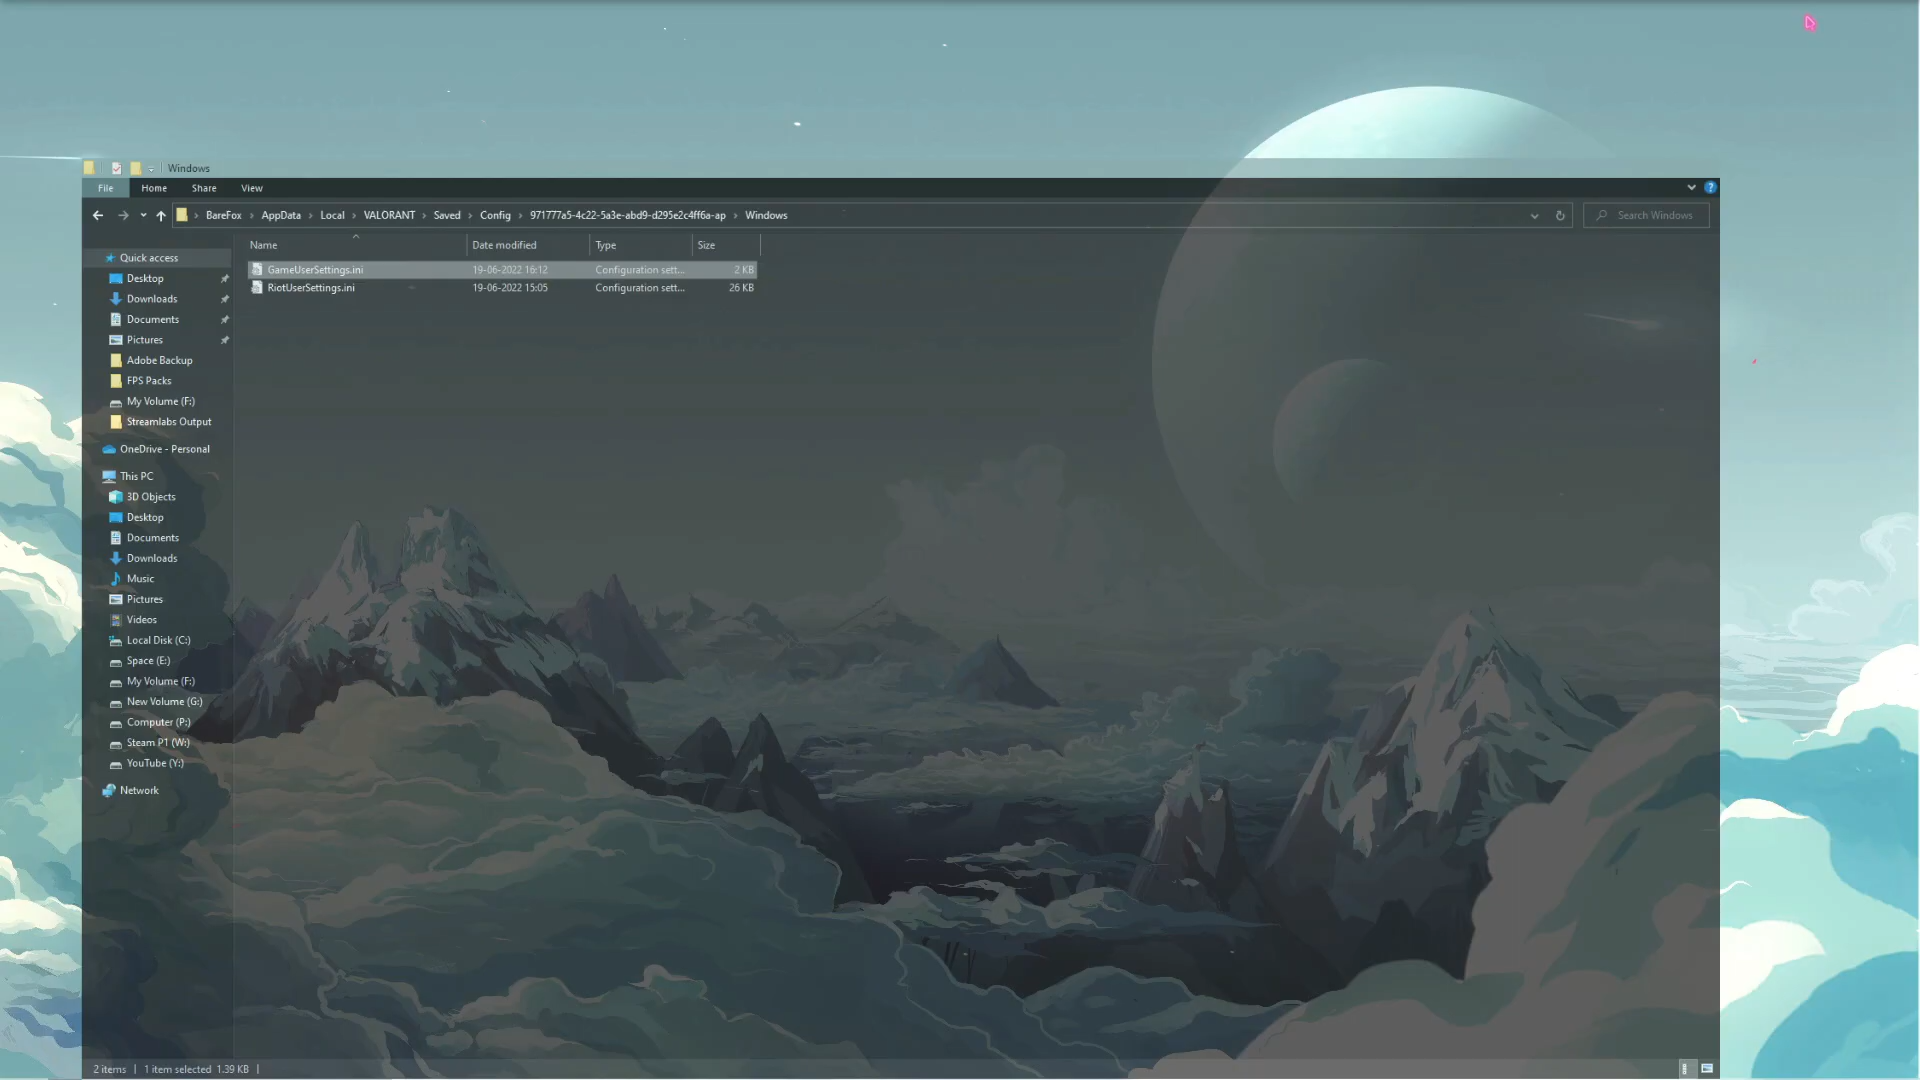 Windows
File Home Share View
BareFox › AppData › Local › VALORANT › Saved › Config › 971777a5-4c22-5a3e-abd9-d295e2c4ff6a-ap › Windows
Search Windows
Name Date modified Type Size
GameUserSettings.ini 19-06-2022 16:12 Configuration sett... 2 KB
RiotUserSettings.ini 19-06-2022 15:05 Configuration sett... 26 KB
Quick access
Desktop
Downloads
Documents
Pictures
Adobe Backup
FPS Packs
My Volume (F:)
Streamlabs Output
OneDrive - Personal
This PC
3D Objects
Desktop
Documents
Downloads
Music
Pictures
Videos
Local Disk (C:)
Space (E:)
My Volume (F:)
New Volume (G:)
Computer (P:)
Steam P1 (W:)
YouTube (Y:)
Network
2 items | 1 item selected 1.39 KB |